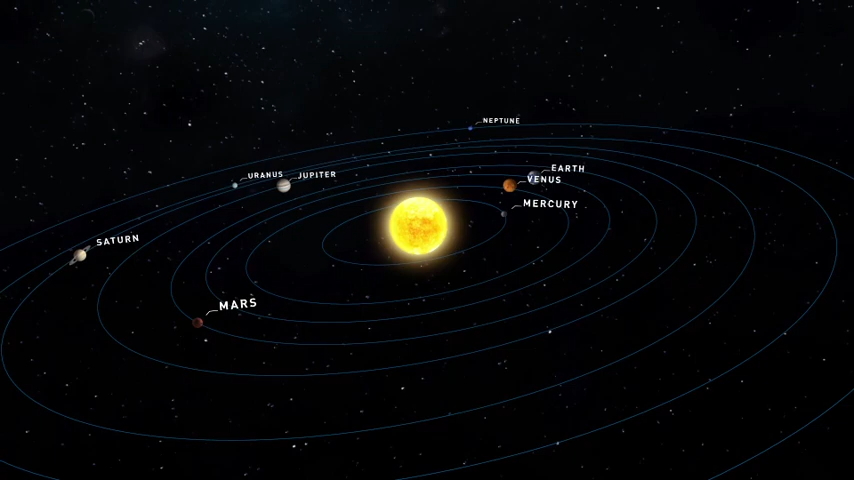 NEPTUNE
EARTH
URANUS
JUPITER
VENUS
MERCURY
SATURN
MARS